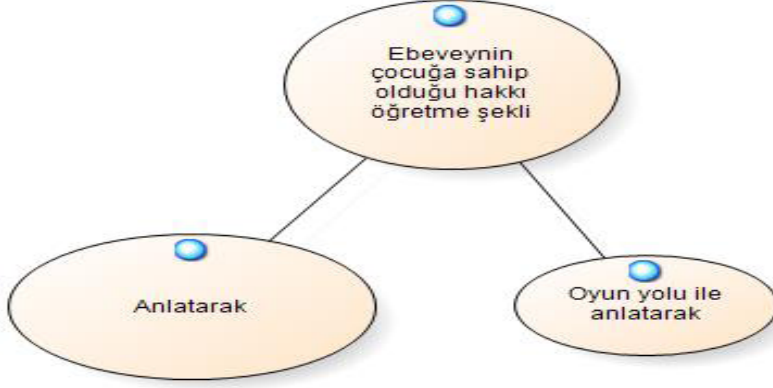 Ebeveynin
çocuğa sahip
olduğu hakkı
öğretme şekli
Anlatarak
Oyun yolu ile
anlatarak